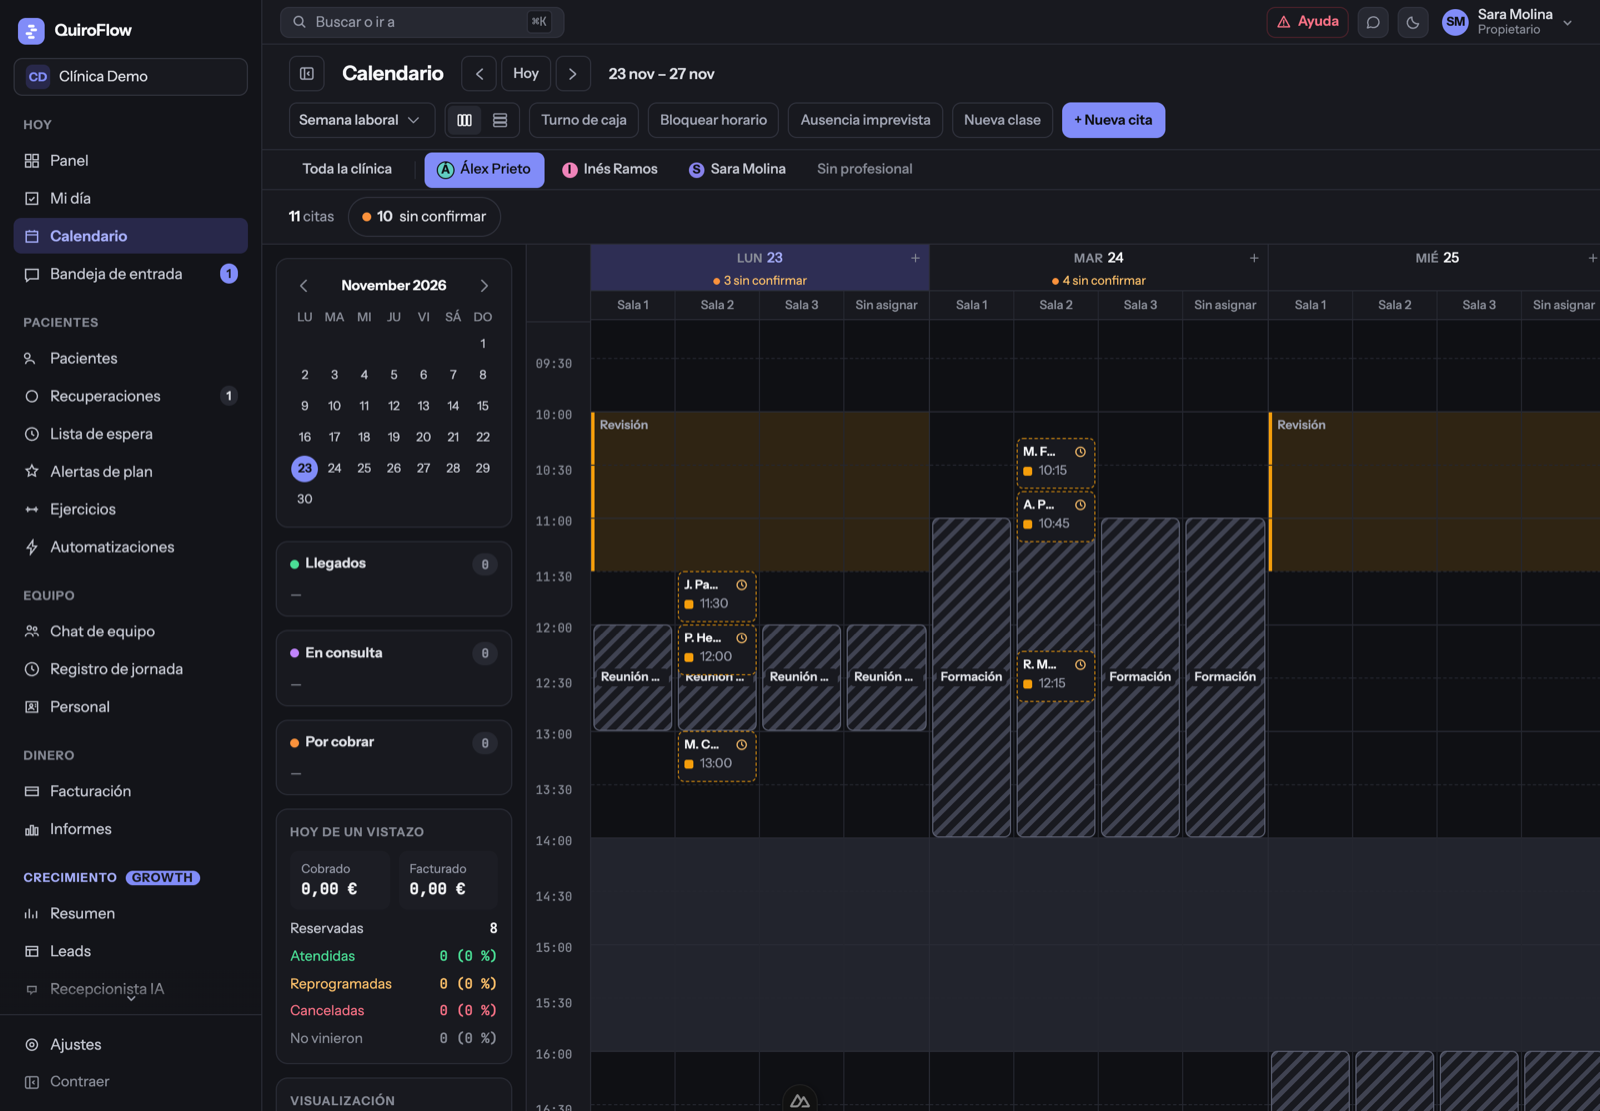 QuiroFlow
CD Clínica Demo
HOY
Panel
Mi día
Calendario
Bandeja de entrada 1
PACIENTES
Pacientes
Recuperaciones 1
Lista de espera
Alertas de plan
Ejercicios
Automatizaciones
EQUIPO
Chat de equipo
Registro de jornada
Personal
DINERO
Facturación
Informes
CRECIMIENTO GROWTH
Resumen
Leads
Recepcionista IA
Ajustes
Contraer
Buscar o ir a ⌘K
Ayuda
SM Sara Molina
Propietario
Calendario
Hoy
23 nov – 27 nov
Semana laboral
Turno de caja
Bloquear horario
Ausencia imprevista
Nueva clase
+ Nueva cita
Toda la clínica
Á Álex Prieto
I Inés Ramos
S Sara Molina
Sin profesional
11 citas
10 sin confirmar
November 2026
LU MA MI JU VI SÁ DO
1
2 3 4 5 6 7 8
9 10 11 12 13 14 15
16 17 18 19 20 21 22
23 24 25 26 27 28 29
30
Llegados 0
—
En consulta 0
—
Por cobrar 0
—
HOY DE UN VISTAZO
Cobrado
0,00 €
Facturado
0,00 €
Reservadas 8
Atendidas 0 (0 %)
Reprogramadas 0 (0 %)
Canceladas 0 (0 %)
No vinieron 0 (0 %)
VISUALIZACIÓN
LUN 23 +
3 sin confirmar
MAR 24 +
4 sin confirmar
MIÉ 25 +
Sala 1 Sala 2 Sala 3 Sin asignar
Sala 1 Sala 2 Sala 3 Sin asignar
Sala 1 Sala 2 Sala 3 Sin asignar
09:30
10:00
10:30
11:00
11:30
12:00
12:30
13:00
13:30
14:00
14:30
15:00
15:30
16:00
16:30
Revisión
J. Pa...
11:30
P. He...
12:00
Reunión ...
Reunión ...
Reunión ...
Reunión ...
M. C...
13:00
M. F...
10:15
A. P...
10:45
Formación
R. M...
12:15
Formación
Formación
Revisión